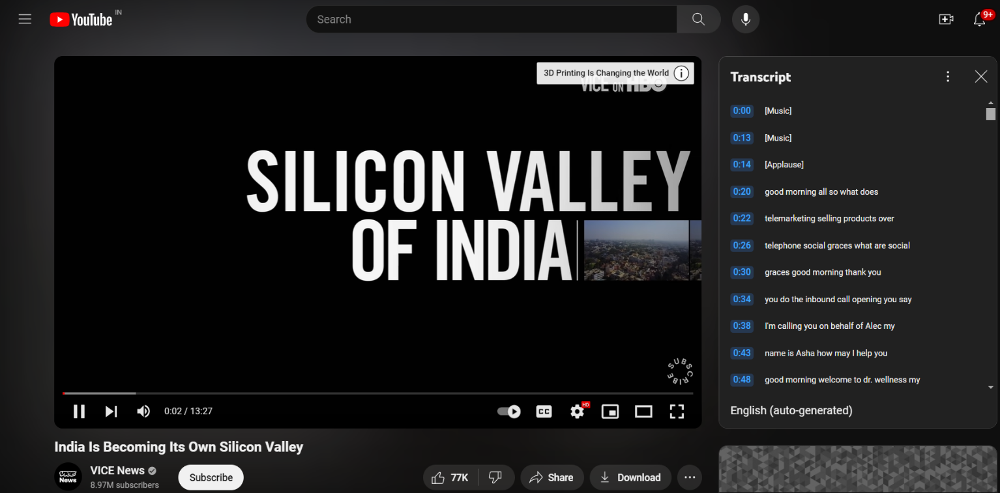 YouTube IN
Search
9+
3D Printing Is Changing the World
VICE ON HBO
SILICON VALLEY
OF INDIA
SUBSCRIBE
0:02 / 13:27
CC
HD
India Is Becoming Its Own Silicon Valley
VICE News
VICE News
8.97M subscribers
Subscribe
77K
Share
Download
Transcript
0:00 [Music]
0:13 [Music]
0:14 [Applause]
0:20 good morning all so what does
0:22 telemarketing selling products over
0:26 telephone social graces what are social
0:30 graces good morning thank you
0:34 you do the inbound call opening you say
0:38 I'm calling you on behalf of Alec my
0:43 name is Asha how may I help you
0:48 good morning welcome to dr. wellness my
English (auto-generated)